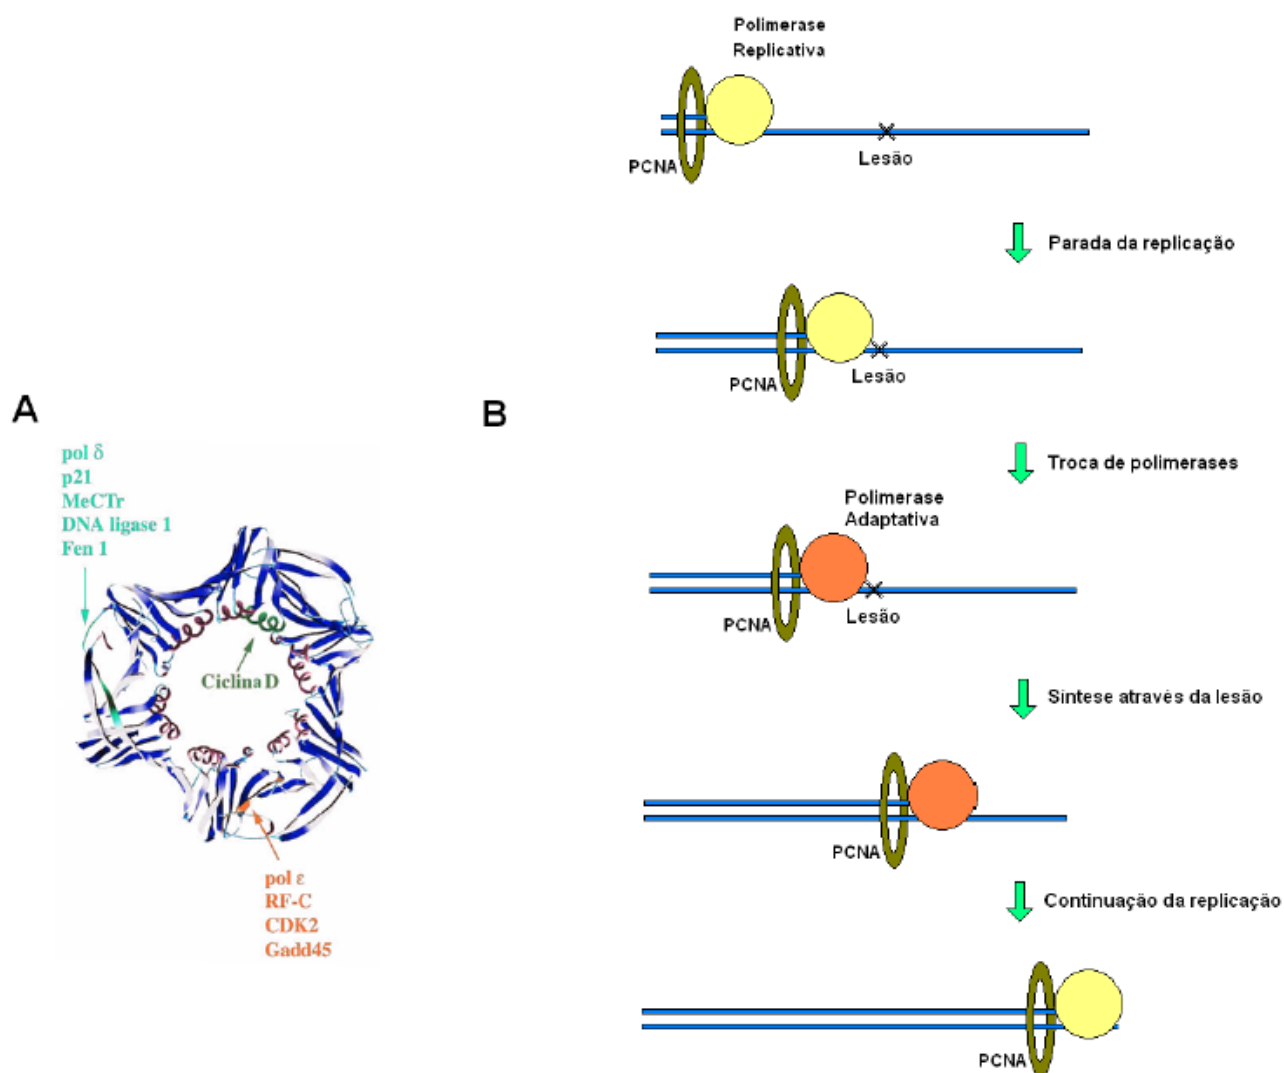 A
pol δ
p21
MeCTr
DNA ligase 1
Fen 1
Ciclina D
pol ε
RF-C
CDK2
Gadd45
B
Polimerase
Replicativa
PCNA
Lesão
Parada da replicação
PCNA
Lesão
Troca de polimerases
Polimerase
Adaptativa
PCNA
Lesão
Síntese através da lesão
PCNA
Continuação da replicação
PCNA